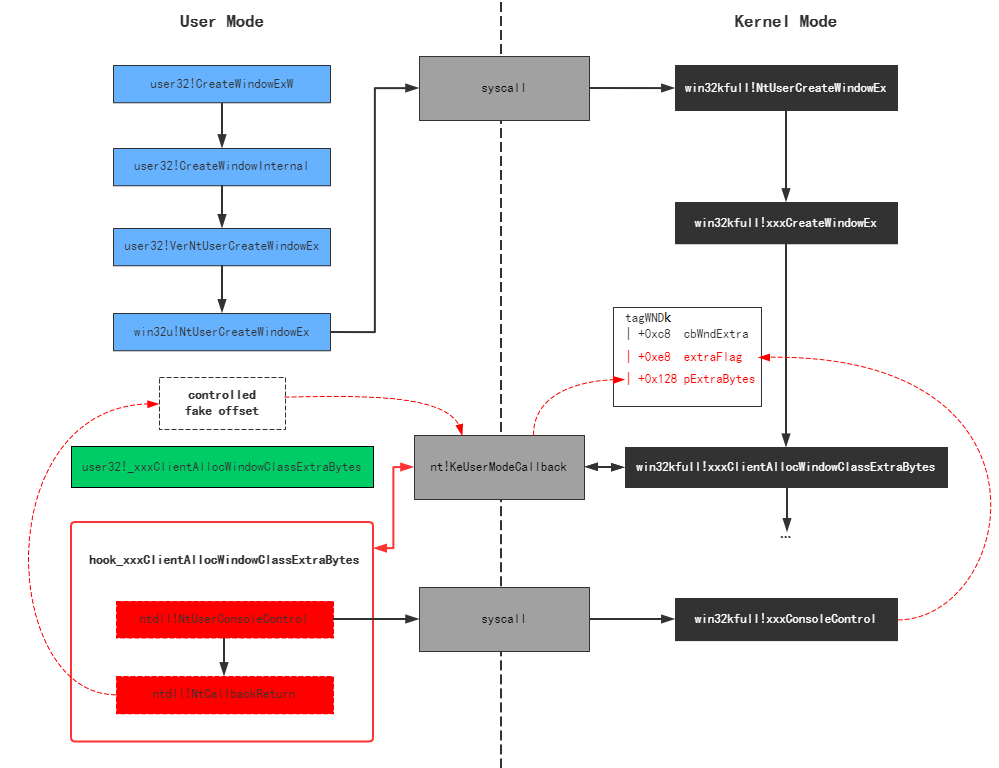 User Mode
Kernel Mode
user32!CreateWindowExW
syscall
win32kfull!NtUserCreateWindowEx
user32!CreateWindowInternal
win32kfull!xxxCreateWindowEx
user32!VerNtUserCreateWindowEx
win32u!NtUserCreateWindowEx
tagWNDk
| +0xc8 cbWndExtra
| +0xe8 extraFlag
| +0x128 pExtraBytes
controlled
fake offset
user32!_xxxClientAllocWindowClassExtraBytes
nt!KeUserModeCallback
win32kfull!xxxClientAllocWindowClassExtraBytes
...
hook_xxxClientAllocWindowClassExtraBytes
ntdll!NtUserConsoleControl
syscall
win32kfull!xxxConsoleControl
ntdll!NtCallbackReturn